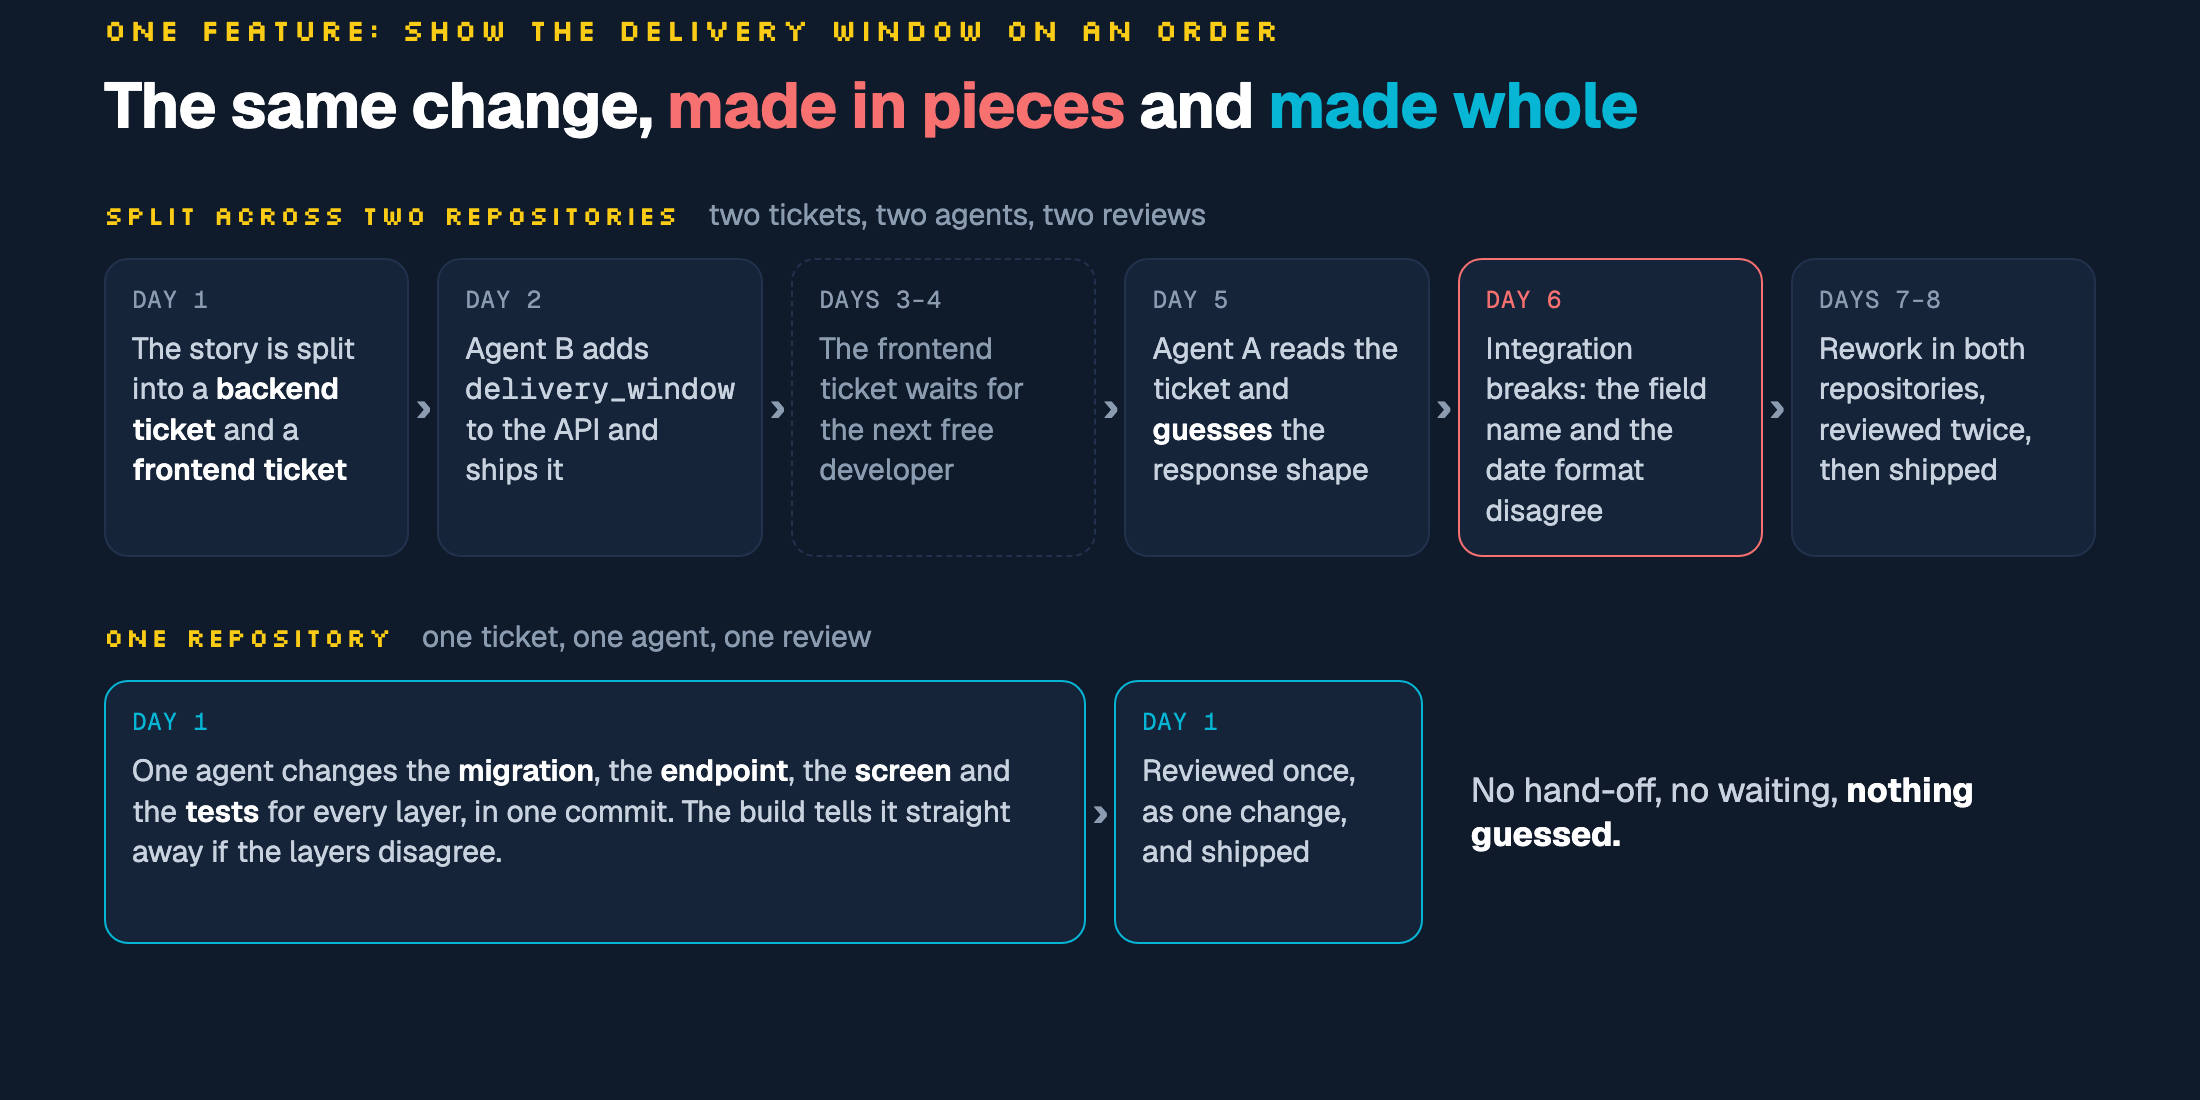 ONE FEATURE: SHOW THE DELIVERY WINDOW ON AN ORDER
The same change, made in pieces and made whole
SPLIT ACROSS TWO REPOSITORIES two tickets, two agents, two reviews
DAY 1
The story is split
into a backend
ticket and a
frontend ticket
›
DAY 2
Agent B adds
delivery_window
to the API and
ships it
›
DAYS 3–4
The frontend
ticket waits for
the next free
developer
›
DAY 5
Agent A reads the
ticket and
guesses the
response shape
›
DAY 6
Integration
breaks: the field
name and the
date format
disagree
›
DAYS 7–8
Rework in both
repositories,
reviewed twice,
then shipped
ONE REPOSITORY one ticket, one agent, one review
DAY 1
One agent changes the migration, the endpoint, the screen and
the tests for every layer, in one commit. The build tells it straight
away if the layers disagree.
›
DAY 1
Reviewed once,
as one change,
and shipped
No hand-off, no waiting, nothing
guessed.